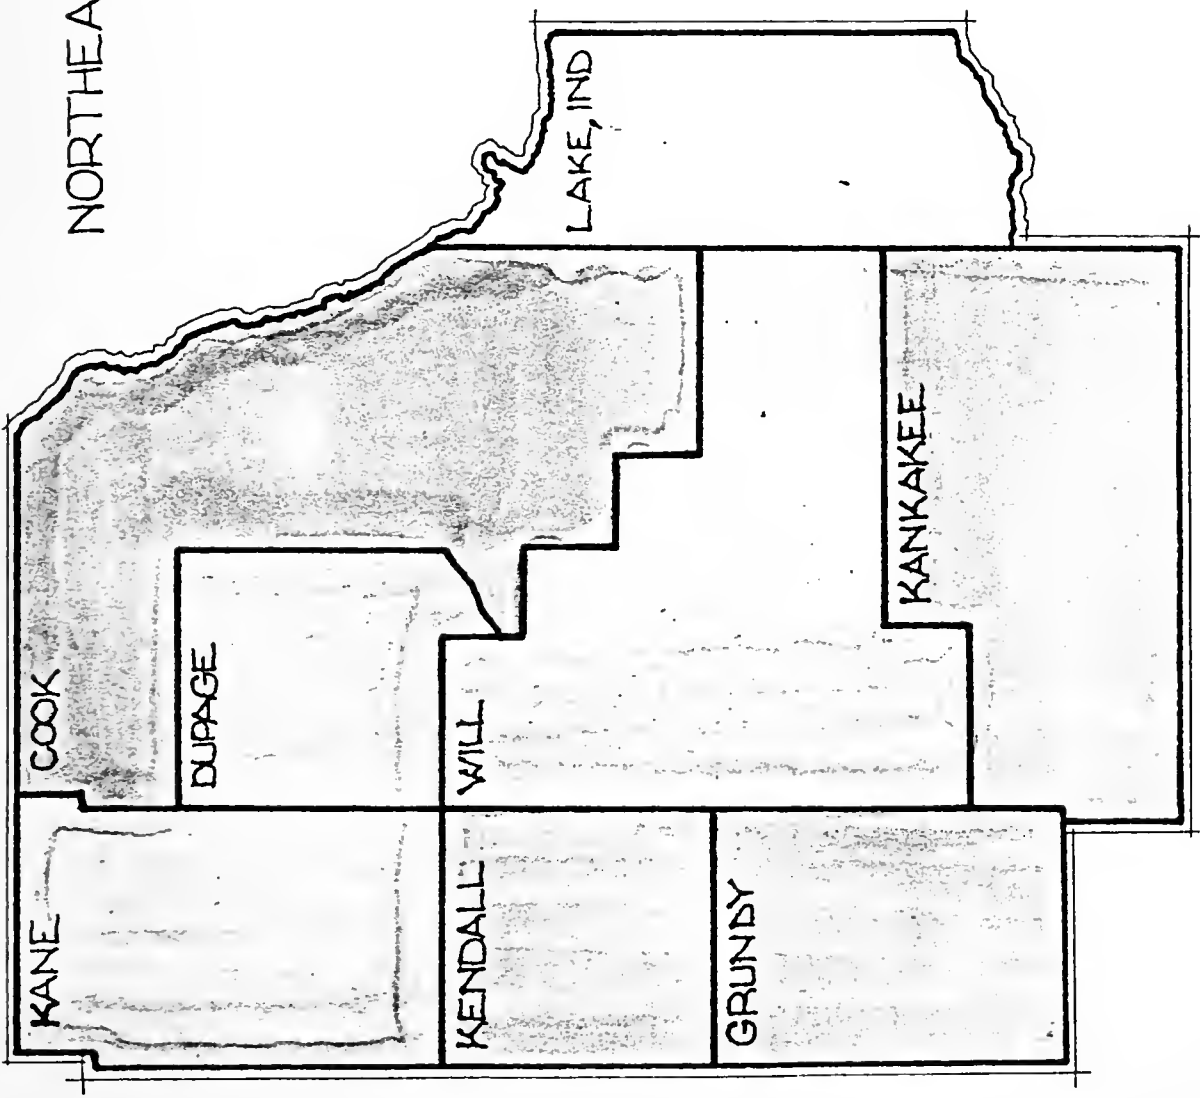 NORTHEA
COOK
KANE
DUPAGE
WILL
KENDALL
GRUNDY
KANKAKEE
LAKE, IND